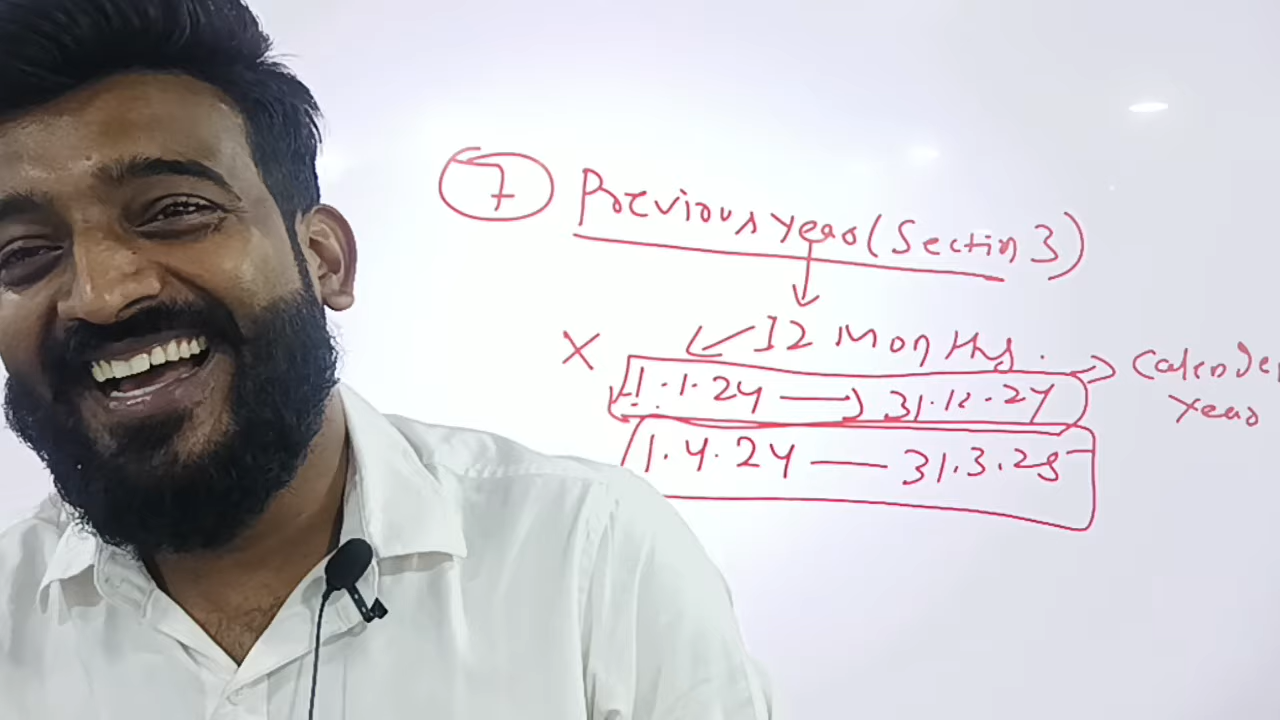 7 Previous year (Section 3)
12 Months.
X 1.1.24 — 31.12.24 Calender Year
1.4.24 — 31.3.25